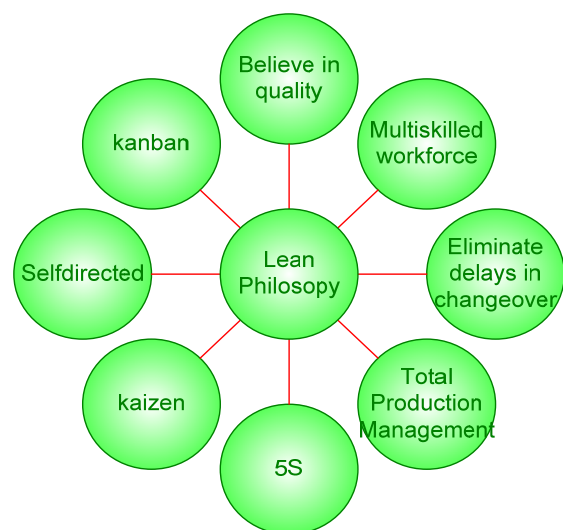 Believe in
quality
Multiskilled
workforce
kanban
Lean
Philosopy
Selfdirected
Eliminate
delays in
changeover
kaizen
Total
Production
Management
5S